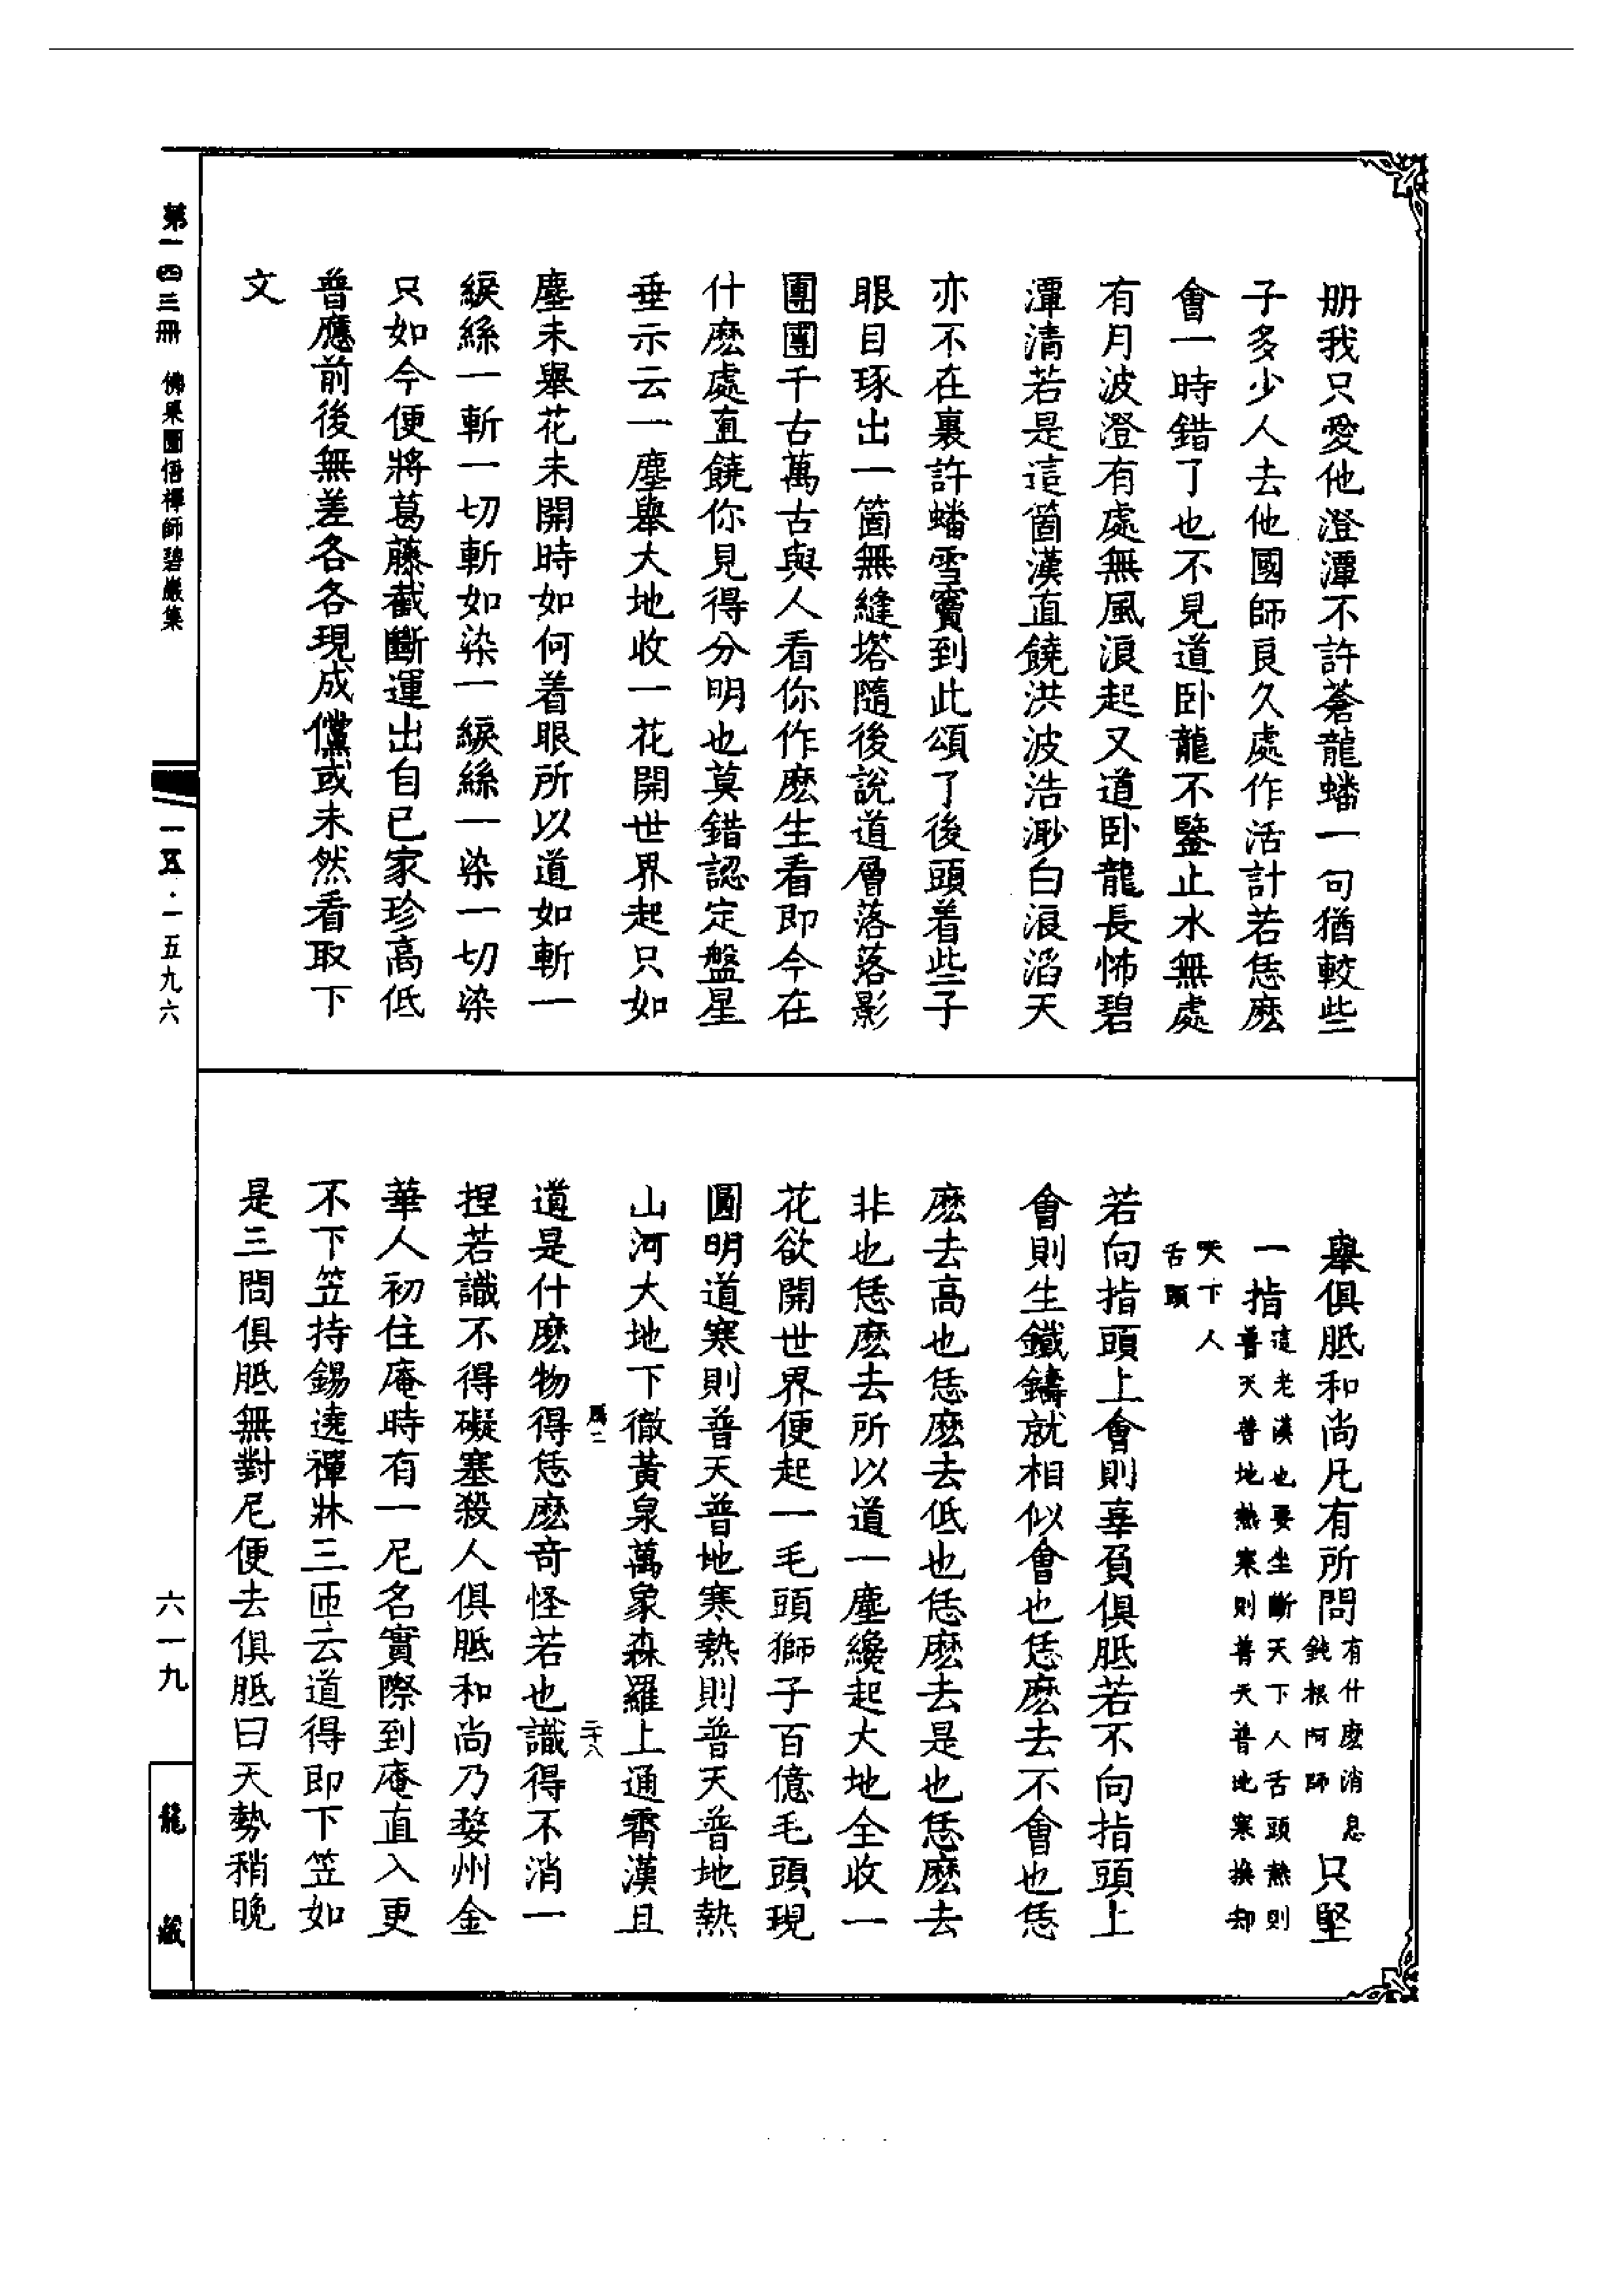 册我只愛他澄潭不許蒼龍蟠一句猶較些
子多少人去他國師良久處作活計若恁麽
會一時錯了也不見道卧龍不鑒止水無處
有月波澄有處無風浪起又道卧龍長怖碧
潭清若是這箇漢直饒洪波浩渺白浪滔天
亦不在裏許蟠雪竇到此頌了後頭着些子
眼目琢出一箇無縫塔隨後說道層落落影
團團千古萬古與人看你作麽生看即今在
什麽處直饒你見得分明也莫錯認定盤星
垂示云一塵舉大地收一花開世界起只如
塵未舉花未開時如何着眼所以道如斬一
綟絲一斬一切斬如染一綟絲一染一切染
只如今便將葛藤截斷運出自己家珍高低
普應前後無差各各現成儻或未然看取下
文
舉俱胝和尚凡有所問有什麽消息鈍根阿師只堅
一指這老漢也要坐斷天下人舌頭熱則普天普地熱寒則普天普地寒換却
天下人舌頭
若向指頭上會則辜負俱胝若不向指頭上
會則生鐵鑄就相似會也恁麽去不會也恁
麽去高也恁麽去低也恁麽去是也恁麽去
非也恁麽去所以道一塵纔起大地全收一
花欲開世界便起一毛頭獅子百億毛頭現
圓明道寒則普天普地寒熱則普天普地熱
山河大地下徹黃泉萬象森羅上通霄漢且
道是什麽物得恁麽奇怪若也識得不消一
捏若識不得礙塞殺人俱胝和尚乃婺州金
華人初住庵時有一尼名實際到庵直入更
不下笠持錫遶禪牀三匝云道得即下笠如
是三問俱胝無對尼便去俱胝曰天勢稍晚
二十八
第一四三冊 佛果圜悟禪師碧巖集
一五五·一五九六
六一九
龍藏